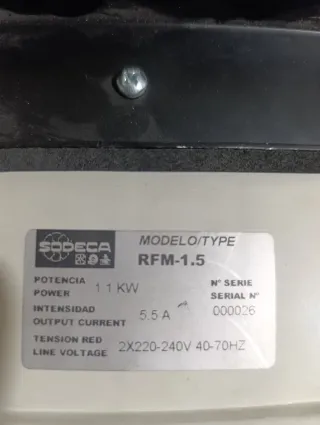 SODECA
MODELO/TYPE
RFM-1.5
POTENCIA
POWER 1.1 KW
Nº SERIE
SERIAL Nº
000026
INTENSIDAD
OUTPUT CURRENT 5.5 A
TENSION RED
LINE VOLTAGE 2X220-240V 40-70HZ